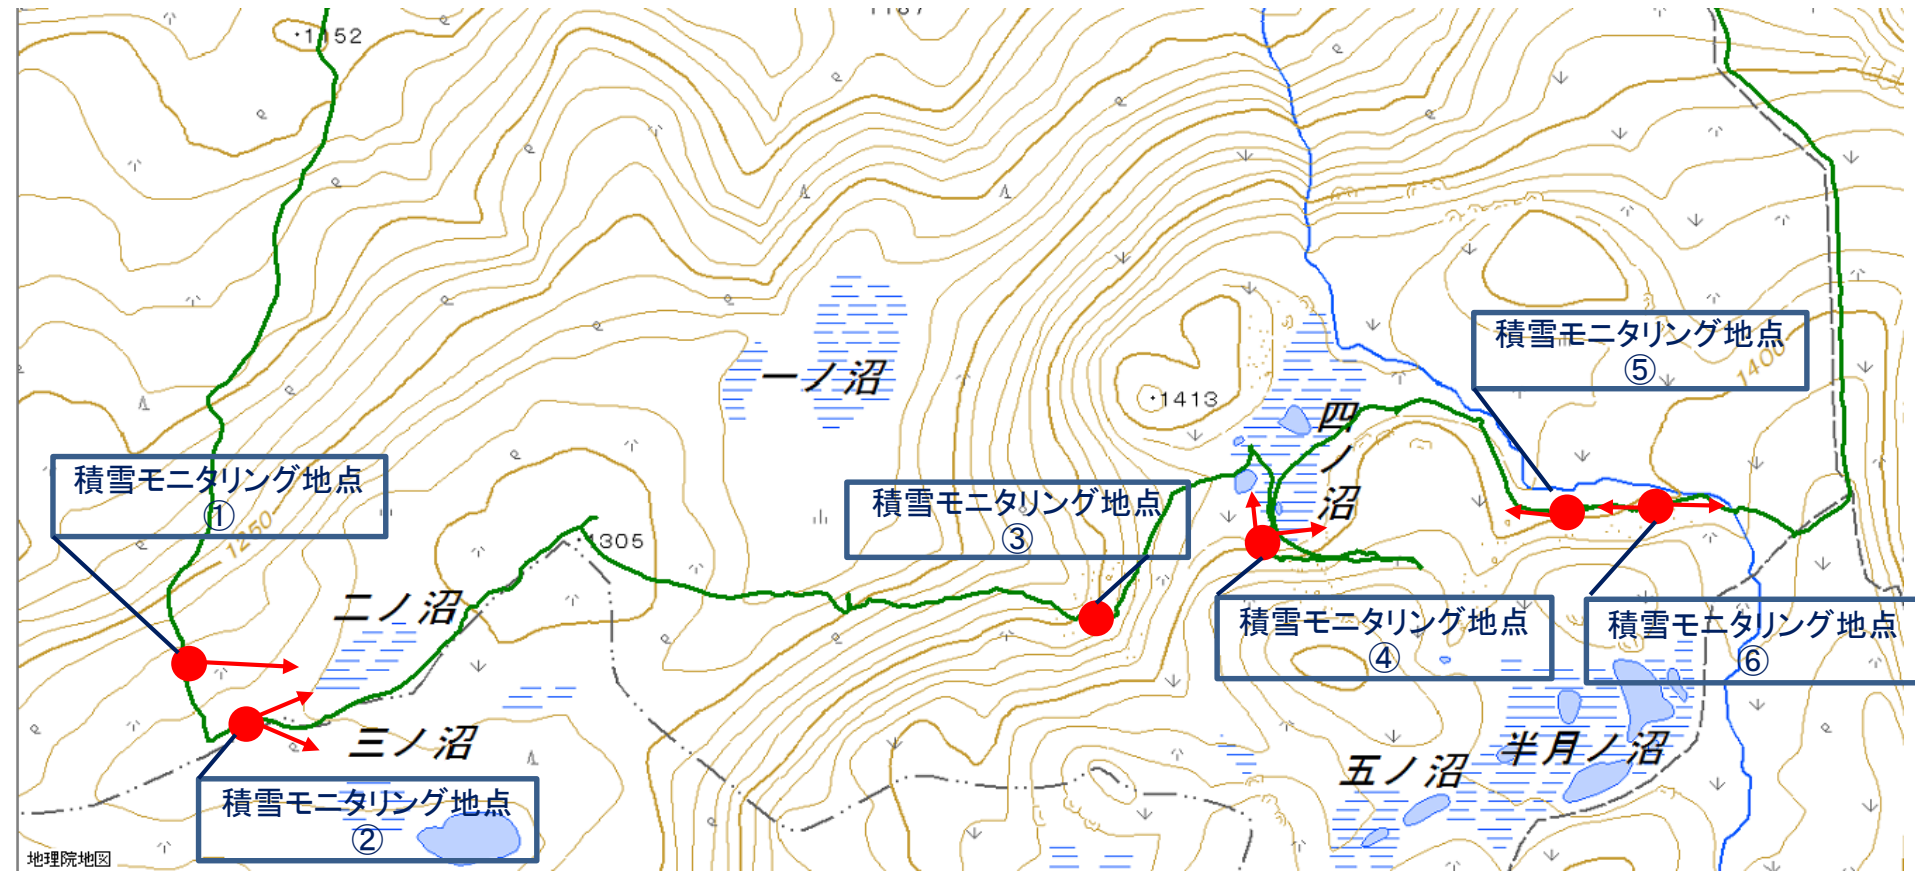 1152
積雪モニタリング地点
⑤
1400
一ノ沼
1413
四ノ沼
積雪モニタリング地点
①
1250
積雪モニタリング地点
③
1305
二ノ沼
積雪モニタリング地点
④
積雪モニタリング地点
⑥
三ノ沼
五ノ沼
半月ノ沼
積雪モニタリング地点
②
地理院地図